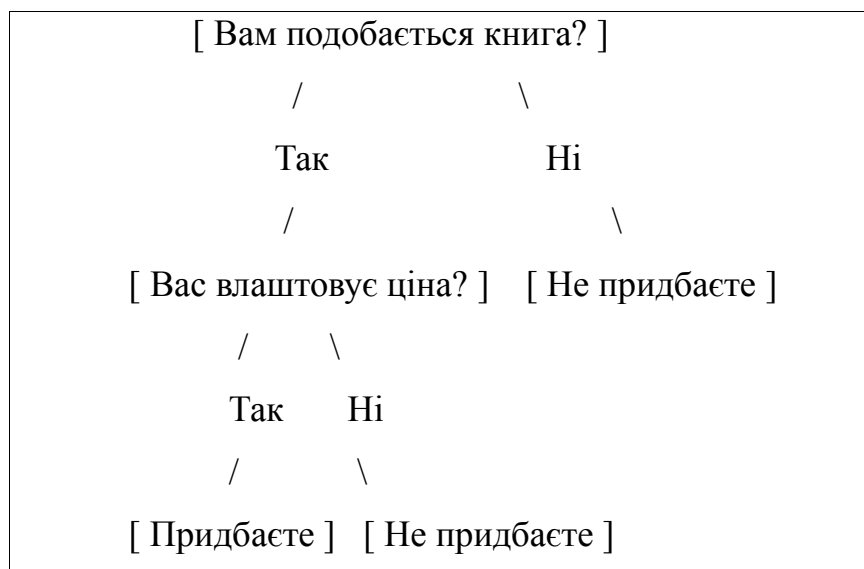 [ Вам подобається книга? ]
/ \
Так Ні
/ \
[ Вас влаштовує ціна? ] [ Не придбаєте ]
/ \
Так Ні
/ \
[ Придбаєте ] [ Не придбаєте ]